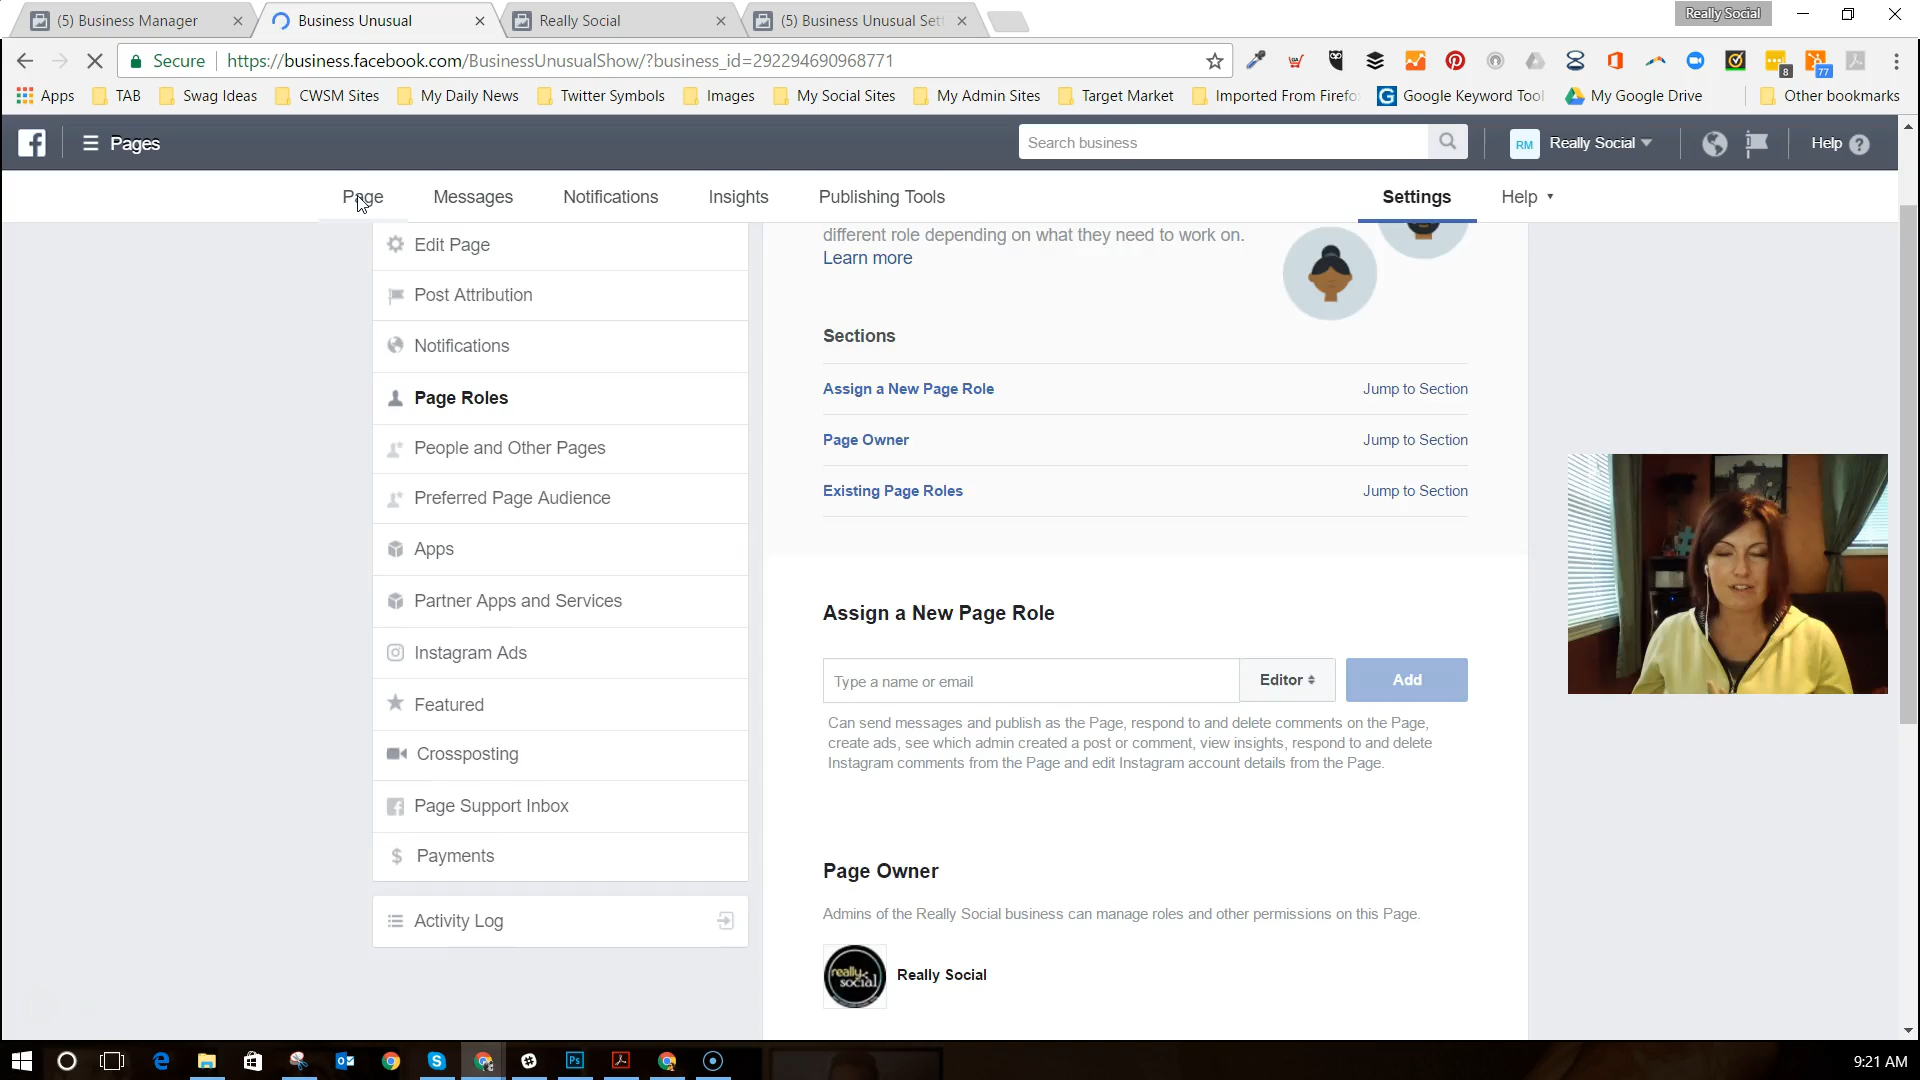 (5) Business Manager
Business Unusual
Really Social
(5) Business Unusual Set
Really Social
Secure
https://business.facebook.com/BusinessUnusualShow/?business_id=292294690968771
8
77
Apps
TAB
Swag Ideas
CWSM Sites
My Daily News
Twitter Symbols
Images
My Social Sites
My Admin Sites
Target Market
Imported From Firefo
G
Google Keyword Tool
My Google Drive
Other bookmarks
Pages
Search business
RM
Really Social
Help
Page
Messages
Notifications
Insights
Publishing Tools
Settings
Help
Edit Page
Post Attribution
Notifications
Page Roles
People and Other Pages
Preferred Page Audience
Apps
Partner Apps and Services
Instagram Ads
Featured
Crossposting
Page Support Inbox
$ Payments
Activity Log
different role depending on what they need to work on.
Learn more
Sections
Assign a New Page Role
Jump to Section
Page Owner
Jump to Section
Existing Page Roles
Jump to Section
Assign a New Page Role
Type a name or email
Editor
Add
Can send messages and publish as the Page, respond to and delete comments on the Page,
create ads, see which admin created a post or comment, view insights, respond to and delete
Instagram comments from the Page and edit Instagram account details from the Page.
Page Owner
Admins of the Really Social business can manage roles and other permissions on this Page.
really
social
Really Social
Ps
9:21 AM